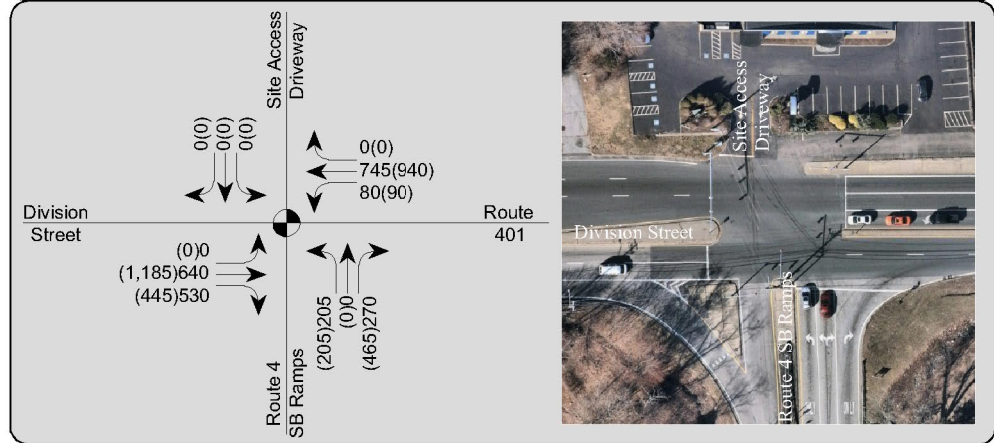 Site Access
Driveway
0(0)
0(0)
0(0)
0(0)
745(940)
80(90)
Division
Street
Route
401
(0)0
(1,185)640
(445)530
(205)205
(0)0
(465)270
Route 4
SB Ramps
Site Access
Driveway
Division Street
Route 4 SB Ramps